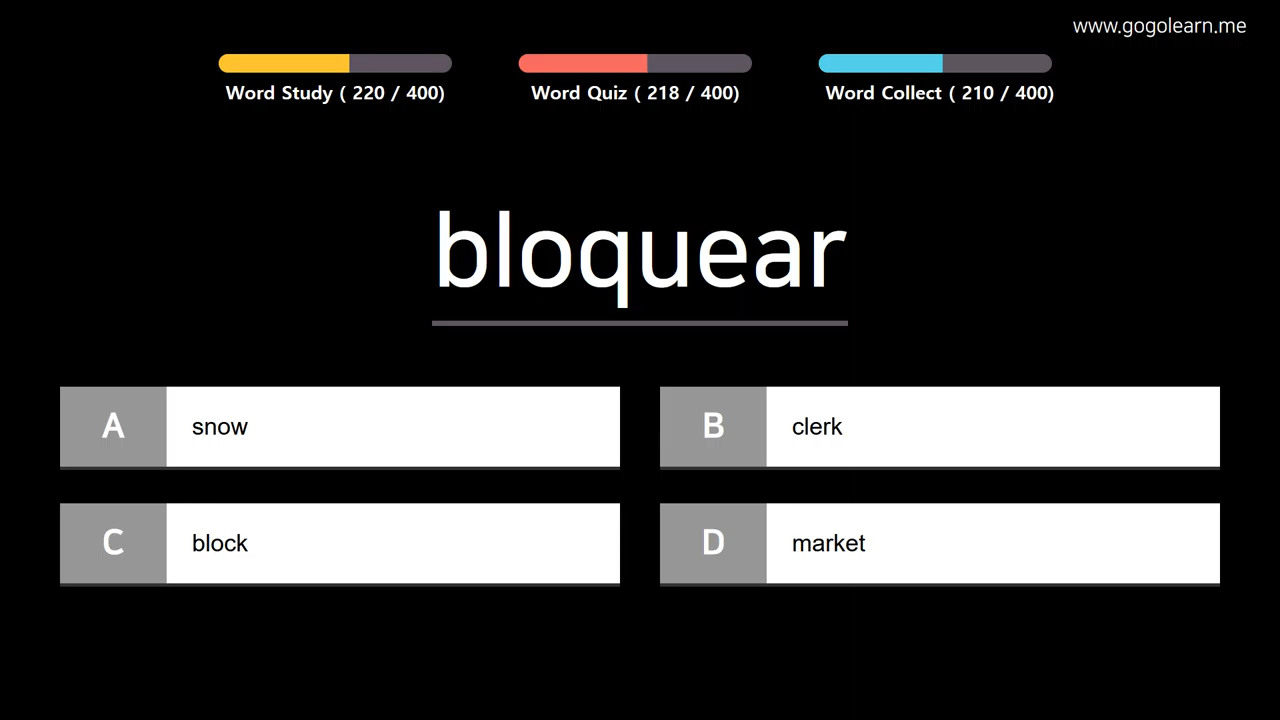 www.gogolearn.me
Word Study ( 220 / 400)
Word Quiz ( 218 / 400)
Word Collect ( 210 / 400)
bloquear
A snow
B clerk
C block
D market